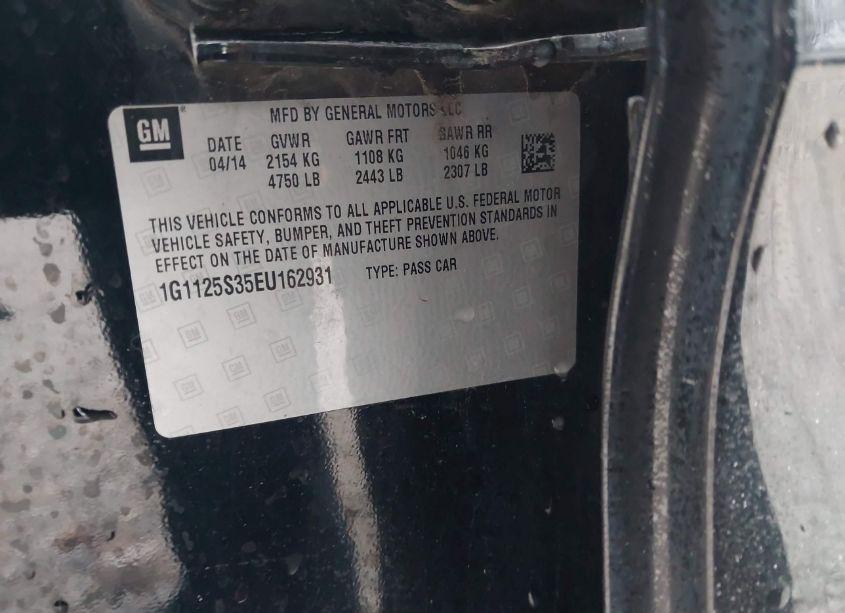 GM
MFD BY GENERAL MOTORS LLC
DATE GVWR GAWR FRT GAWR RR
04/14 2154 KG 1108 KG 1046 KG
4750 LB 2443 LB 2307 LB
THIS VEHICLE CONFORMS TO ALL APPLICABLE U.S. FEDERAL MOTOR
VEHICLE SAFETY, BUMPER, AND THEFT PREVENTION STANDARDS IN
EFFECT ON THE DATE OF MANUFACTURE SHOWN ABOVE.
1G1125S35EU162931 TYPE: PASS CAR